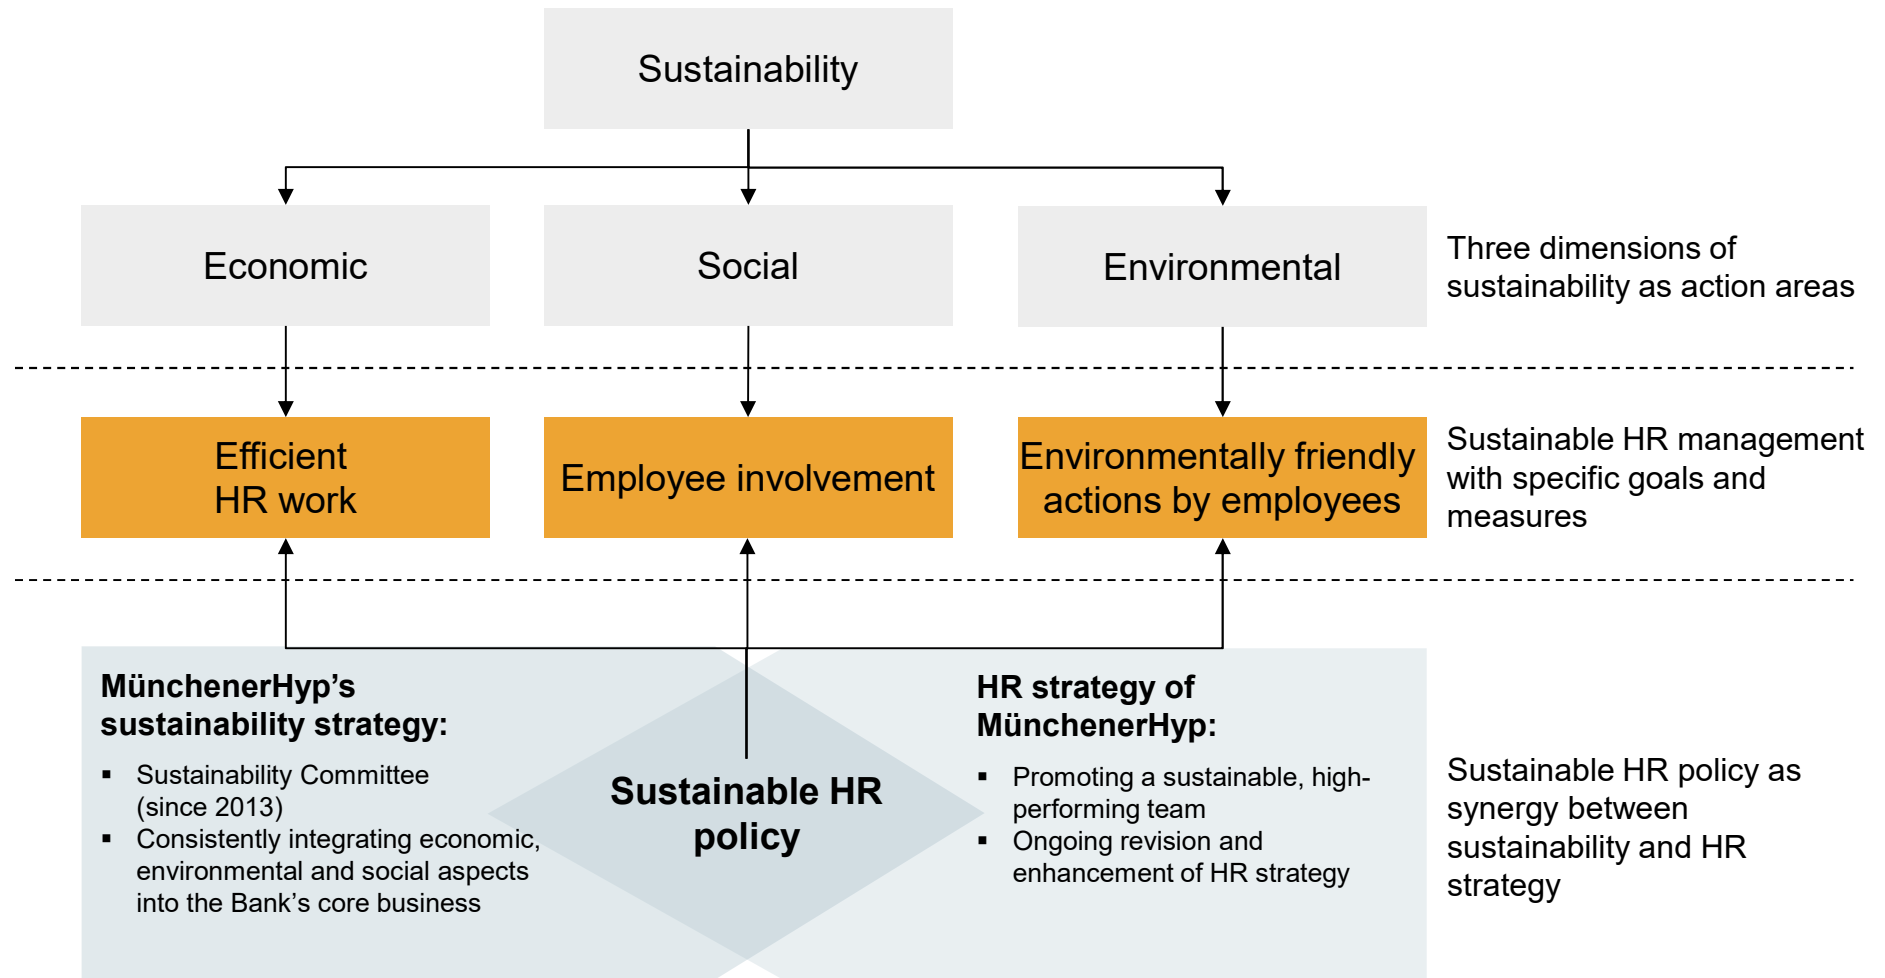 Sustainability
Economic
Social
Environmental
Three dimensions of
sustainability as action areas
Efficient
HR work
Employee involvement
Environmentally friendly
actions by employees
Sustainable HR management
with specific goals and
measures
MünchenerHyp’s
sustainability strategy:
▪ Sustainability Committee
(since 2013)
▪ Consistently integrating economic,
environmental and social aspects
into the Bank’s core business
Sustainable HR
policy
HR strategy of
MünchenerHyp:
▪ Promoting a sustainable, high-
performing team
▪ Ongoing revision and
enhancement of HR strategy
Sustainable HR policy as
synergy between
sustainability and HR
strategy